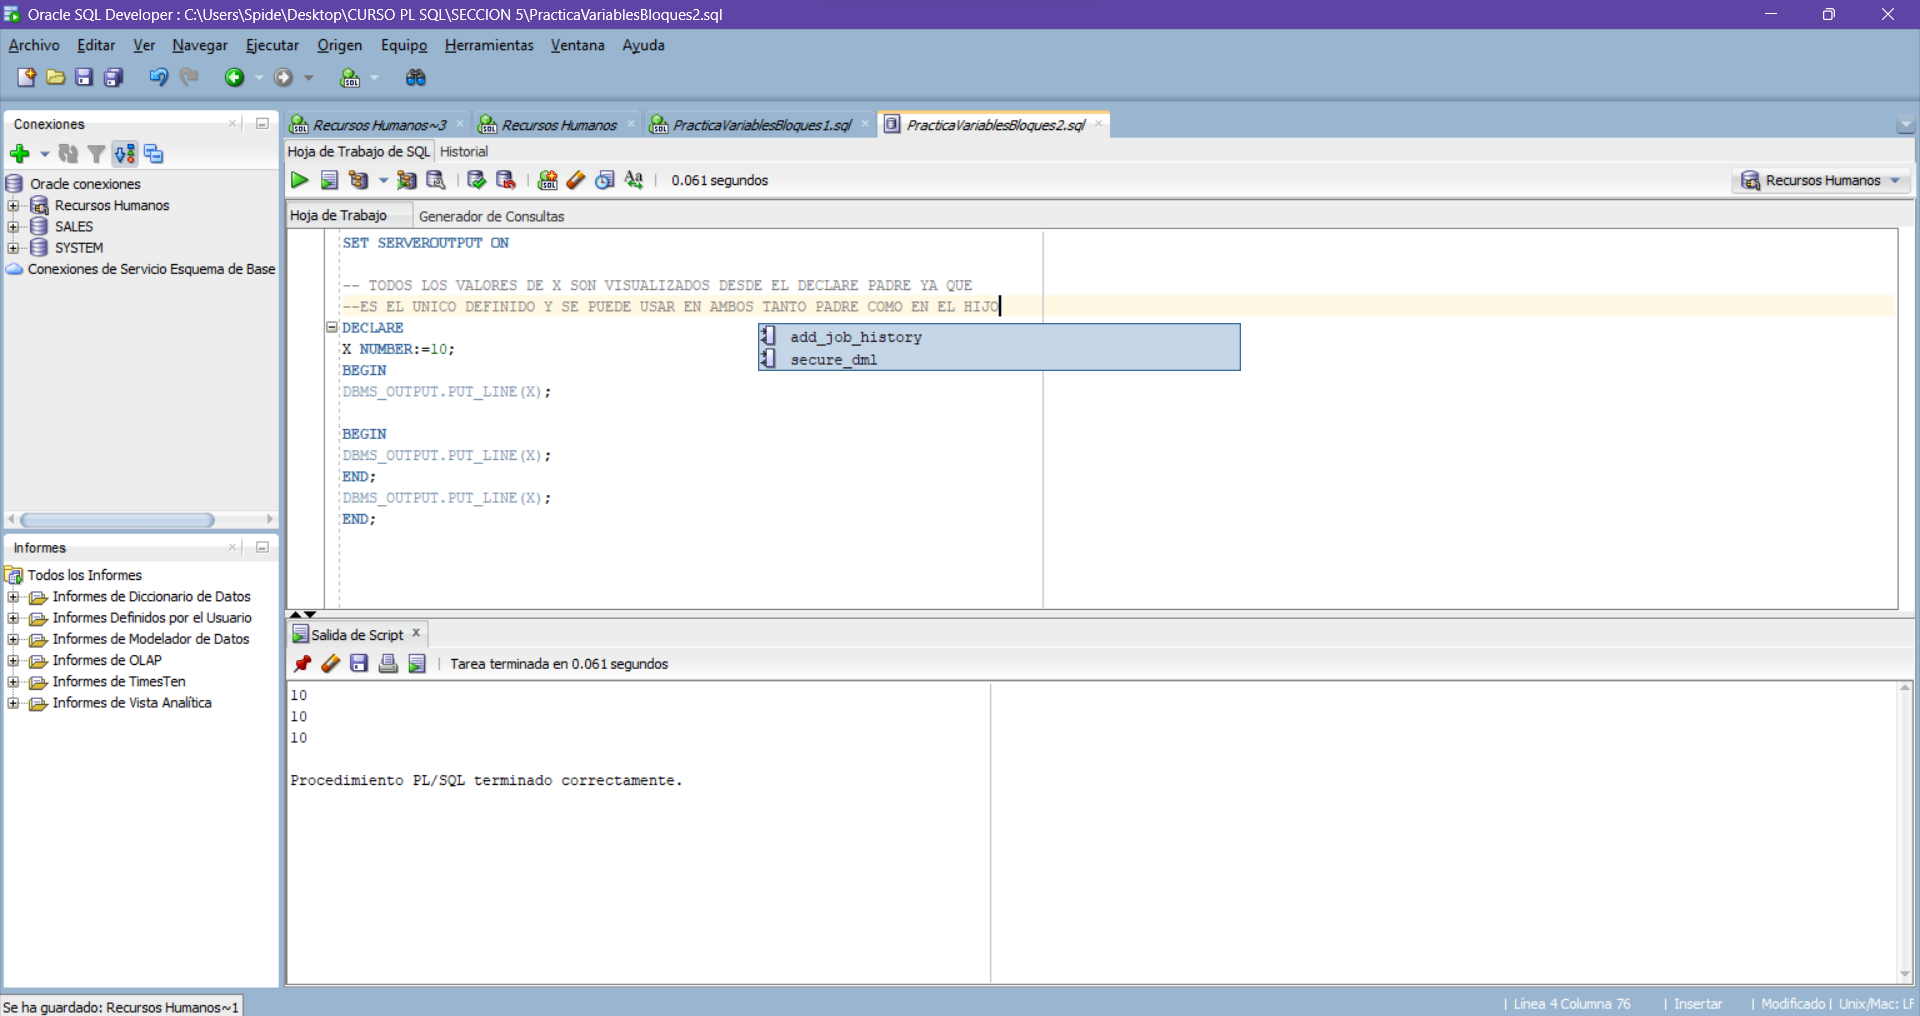 Oracle SQL Developer : C:\Users\Spide\Desktop\CURSO PL SQL\SECCION 5\PracticaVariablesBloques2.sql
Archivo Editar Ver Navegar Ejecutar Origen Equipo Herramientas Ventana Ayuda
Conexiones
Oracle conexiones
Recursos Humanos
SALES
SYSTEM
Conexiones de Servicio Esquema de Base
Informes
Todos los Informes
Informes de Diccionario de Datos
Informes Definidos por el Usuario
Informes de Modelador de Datos
Informes de OLAP
Informes de TimesTen
Informes de Vista Analítica
Recursos Humanos~3 Recursos Humanos PracticaVariablesBloques1.sql PracticaVariablesBloques2.sql
Hoja de Trabajo de SQL Historial
0.061 segundos
Recursos Humanos
Hoja de Trabajo Generador de Consultas
SET SERVEROUTPUT ON
-- TODOS LOS VALORES DE X SON VISUALIZADOS DESDE EL DECLARE PADRE YA QUE
--ES EL UNICO DEFINIDO Y SE PUEDE USAR EN AMBOS TANTO PADRE COMO EN EL HIJO
DECLARE
X NUMBER:=10;
BEGIN
DBMS_OUTPUT.PUT_LINE(X);
BEGIN
DBMS_OUTPUT.PUT_LINE(X);
END;
DBMS_OUTPUT.PUT_LINE(X);
END;
add_job_history
secure_dml
Salida de Script
Tarea terminada en 0.061 segundos
10
10
10
Procedimiento PL/SQL terminado correctamente.
Se ha guardado: Recursos Humanos~1
| Línea 4 Columna 76 | Insertar | Modificado | Unix/Mac: LF